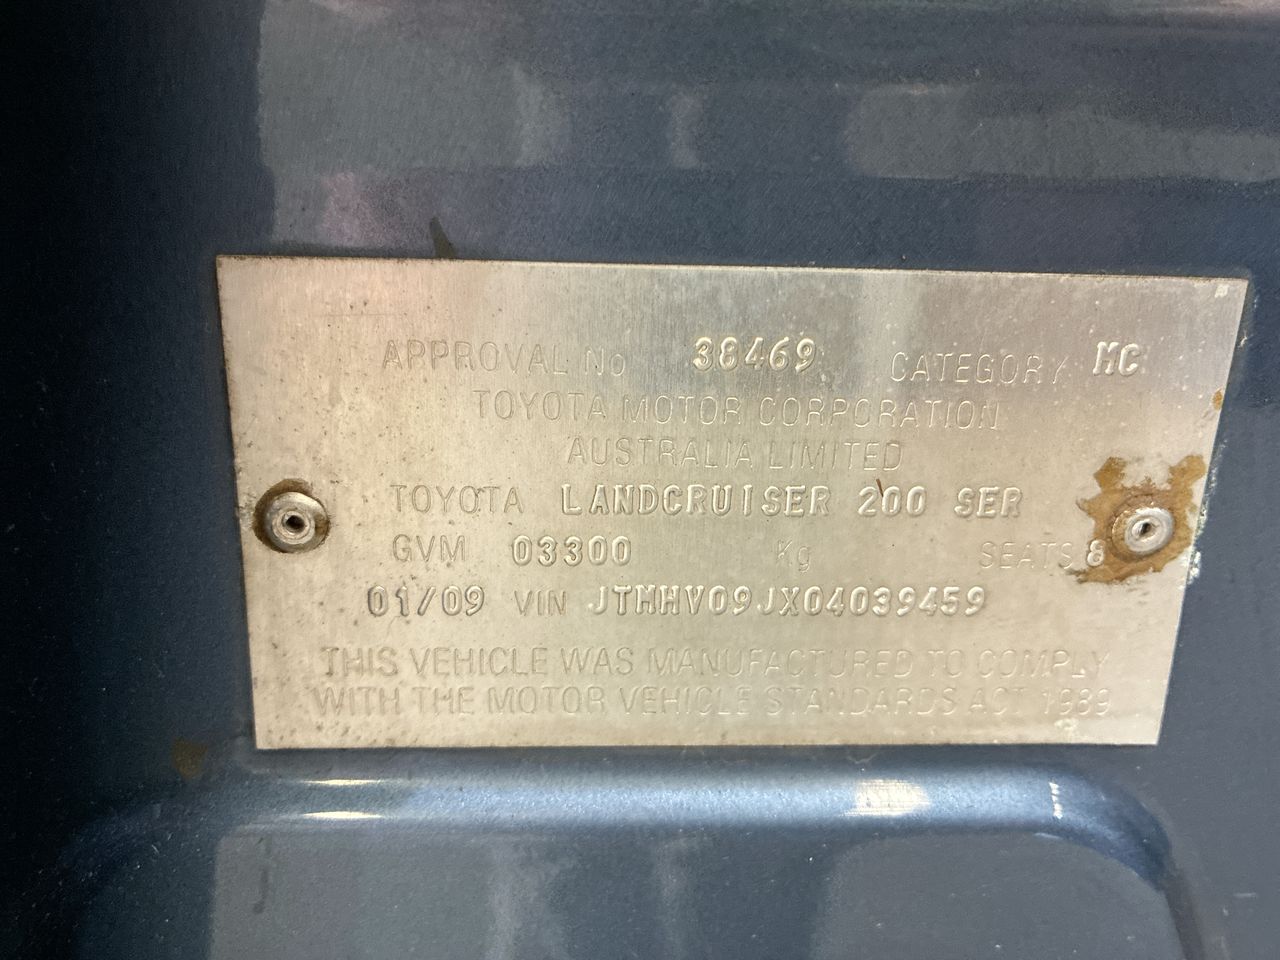 APPROVAL No 38469 CATEGORY MC
TOYOTA MOTOR CORPORATION
AUSTRALIA LIMITED
TOYOTA LANDCRUISER 200 SER
GVM 03300 Kg SEATS 8
01/09 VIN JTMHV09JX04039459
THIS VEHICLE WAS MANUFACTURED TO COMPLY
WITH THE MOTOR VEHICLE STANDARDS ACT 1989